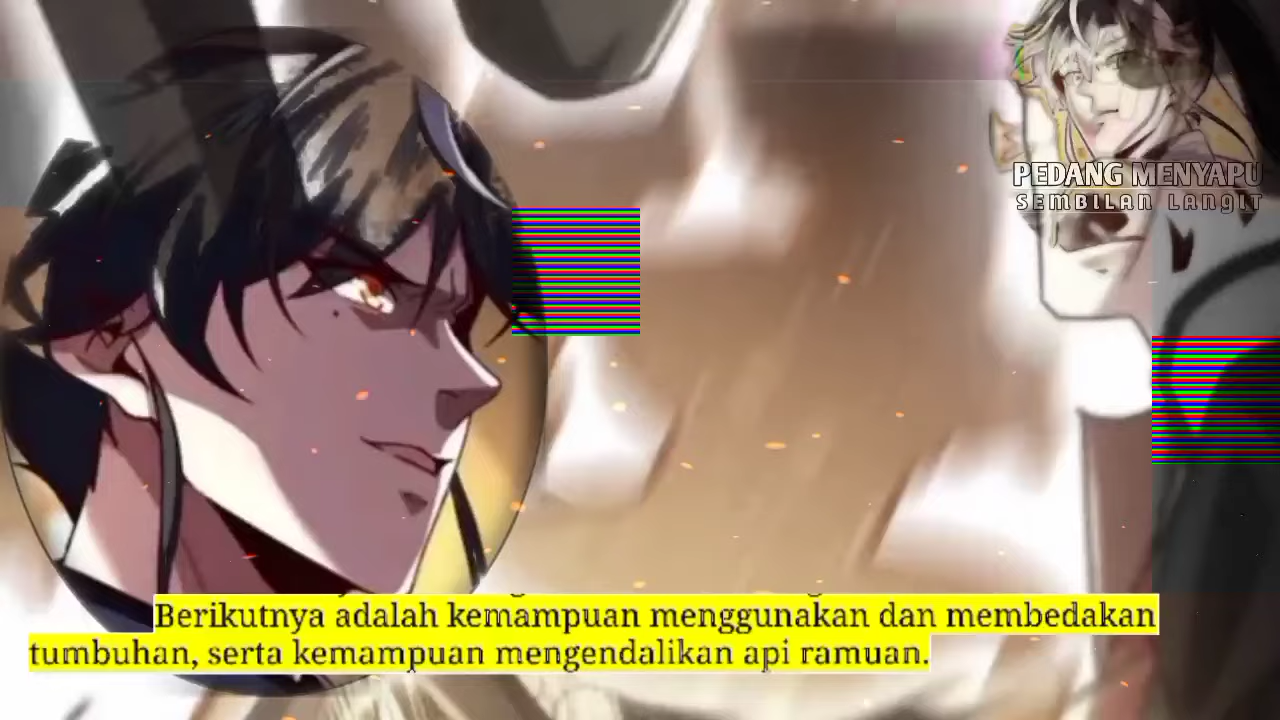 PEDANG MENYAPU
SEMBILAN LANGIT
Berikutnya adalah kemampuan menggunakan dan membedakan
tumbuhan, serta kemampuan mengendalikan api ramuan.